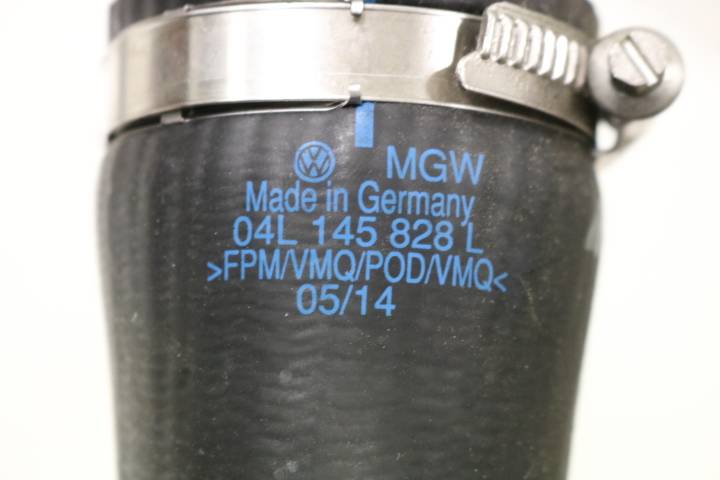 MGW
Made in Germany
04L 145 828 L
>FPM/VMQ/POD/VMQ<
05/14